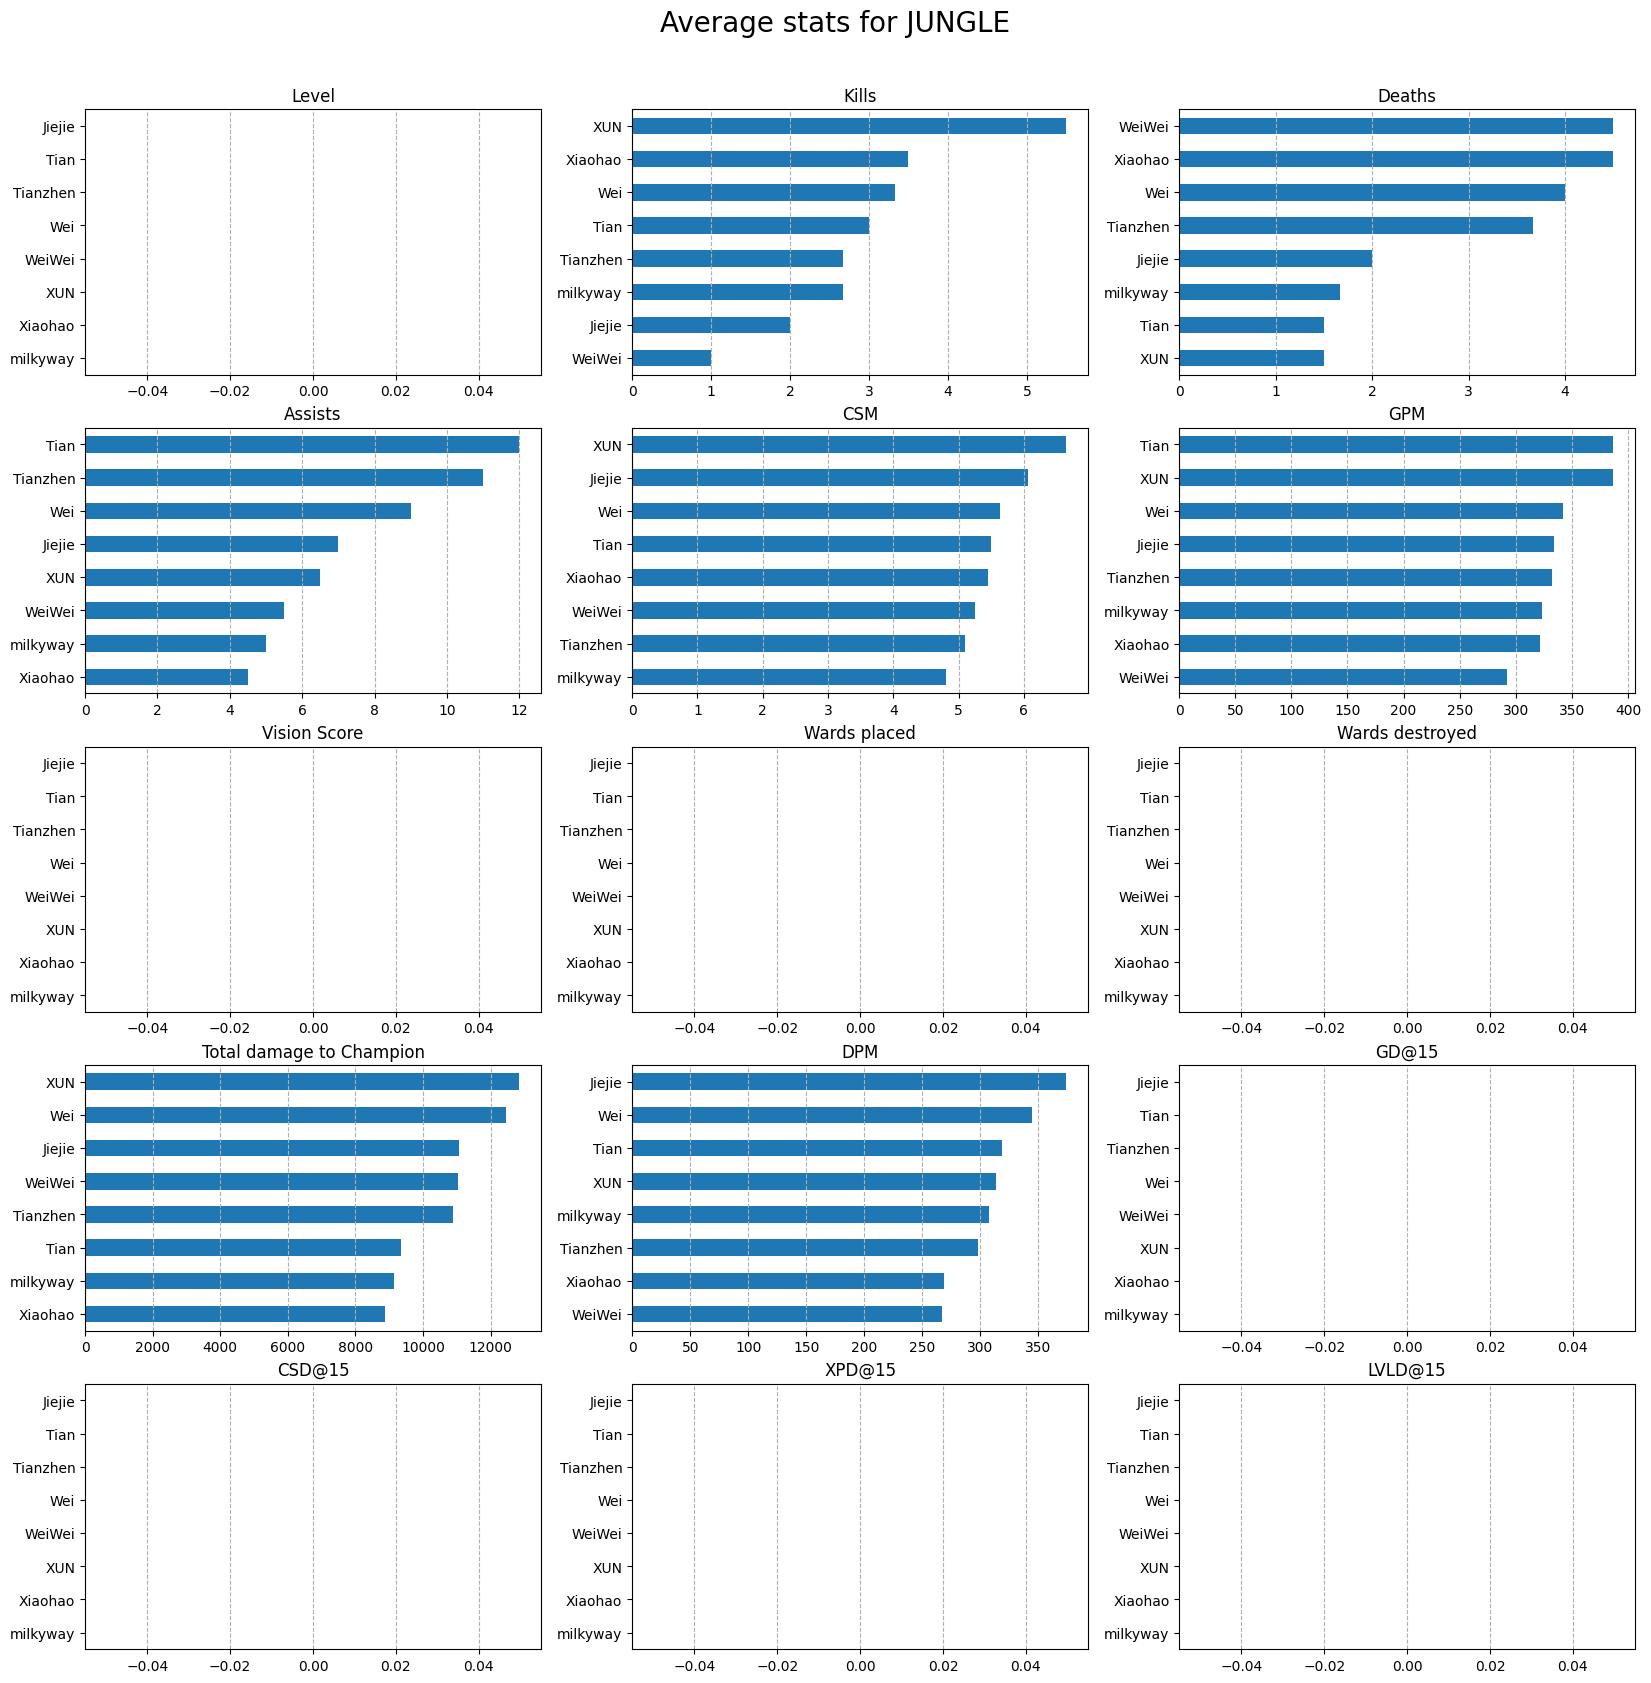 Average stats for JUNGLE
Level
Jiejie
Tian
Tianzhen
Wei
WeiWei
XUN
Xiaohao
milkyway
−0.04 −0.02 0.00 0.02 0.04
Kills
XUN
Xiaohao
Wei
Tian
Tianzhen
milkyway
Jiejie
WeiWei
0 1 2 3 4 5
Deaths
WeiWei
Xiaohao
Wei
Tianzhen
Jiejie
milkyway
Tian
XUN
0 1 2 3 4
Assists
Tian
Tianzhen
Wei
Jiejie
XUN
WeiWei
milkyway
Xiaohao
0 2 4 6 8 10 12
CSM
XUN
Jiejie
Wei
Tian
Xiaohao
WeiWei
Tianzhen
milkyway
0 1 2 3 4 5 6
GPM
Tian
XUN
Wei
Jiejie
Tianzhen
milkyway
Xiaohao
WeiWei
0 50 100 150 200 250 300 350 400
Vision Score
Jiejie
Tian
Tianzhen
Wei
WeiWei
XUN
Xiaohao
milkyway
−0.04 −0.02 0.00 0.02 0.04
Wards placed
Jiejie
Tian
Tianzhen
Wei
WeiWei
XUN
Xiaohao
milkyway
−0.04 −0.02 0.00 0.02 0.04
Wards destroyed
Jiejie
Tian
Tianzhen
Wei
WeiWei
XUN
Xiaohao
milkyway
−0.04 −0.02 0.00 0.02 0.04
Total damage to Champion
XUN
Wei
Jiejie
WeiWei
Tianzhen
Tian
milkyway
Xiaohao
0 2000 4000 6000 8000 10000 12000
DPM
Jiejie
Wei
Tian
XUN
milkyway
Tianzhen
Xiaohao
WeiWei
0 50 100 150 200 250 300 350
GD@15
Jiejie
Tian
Tianzhen
Wei
WeiWei
XUN
Xiaohao
milkyway
−0.04 −0.02 0.00 0.02 0.04
CSD@15
Jiejie
Tian
Tianzhen
Wei
WeiWei
XUN
Xiaohao
milkyway
−0.04 −0.02 0.00 0.02 0.04
XPD@15
Jiejie
Tian
Tianzhen
Wei
WeiWei
XUN
Xiaohao
milkyway
−0.04 −0.02 0.00 0.02 0.04
LVLD@15
Jiejie
Tian
Tianzhen
Wei
WeiWei
XUN
Xiaohao
milkyway
−0.04 −0.02 0.00 0.02 0.04